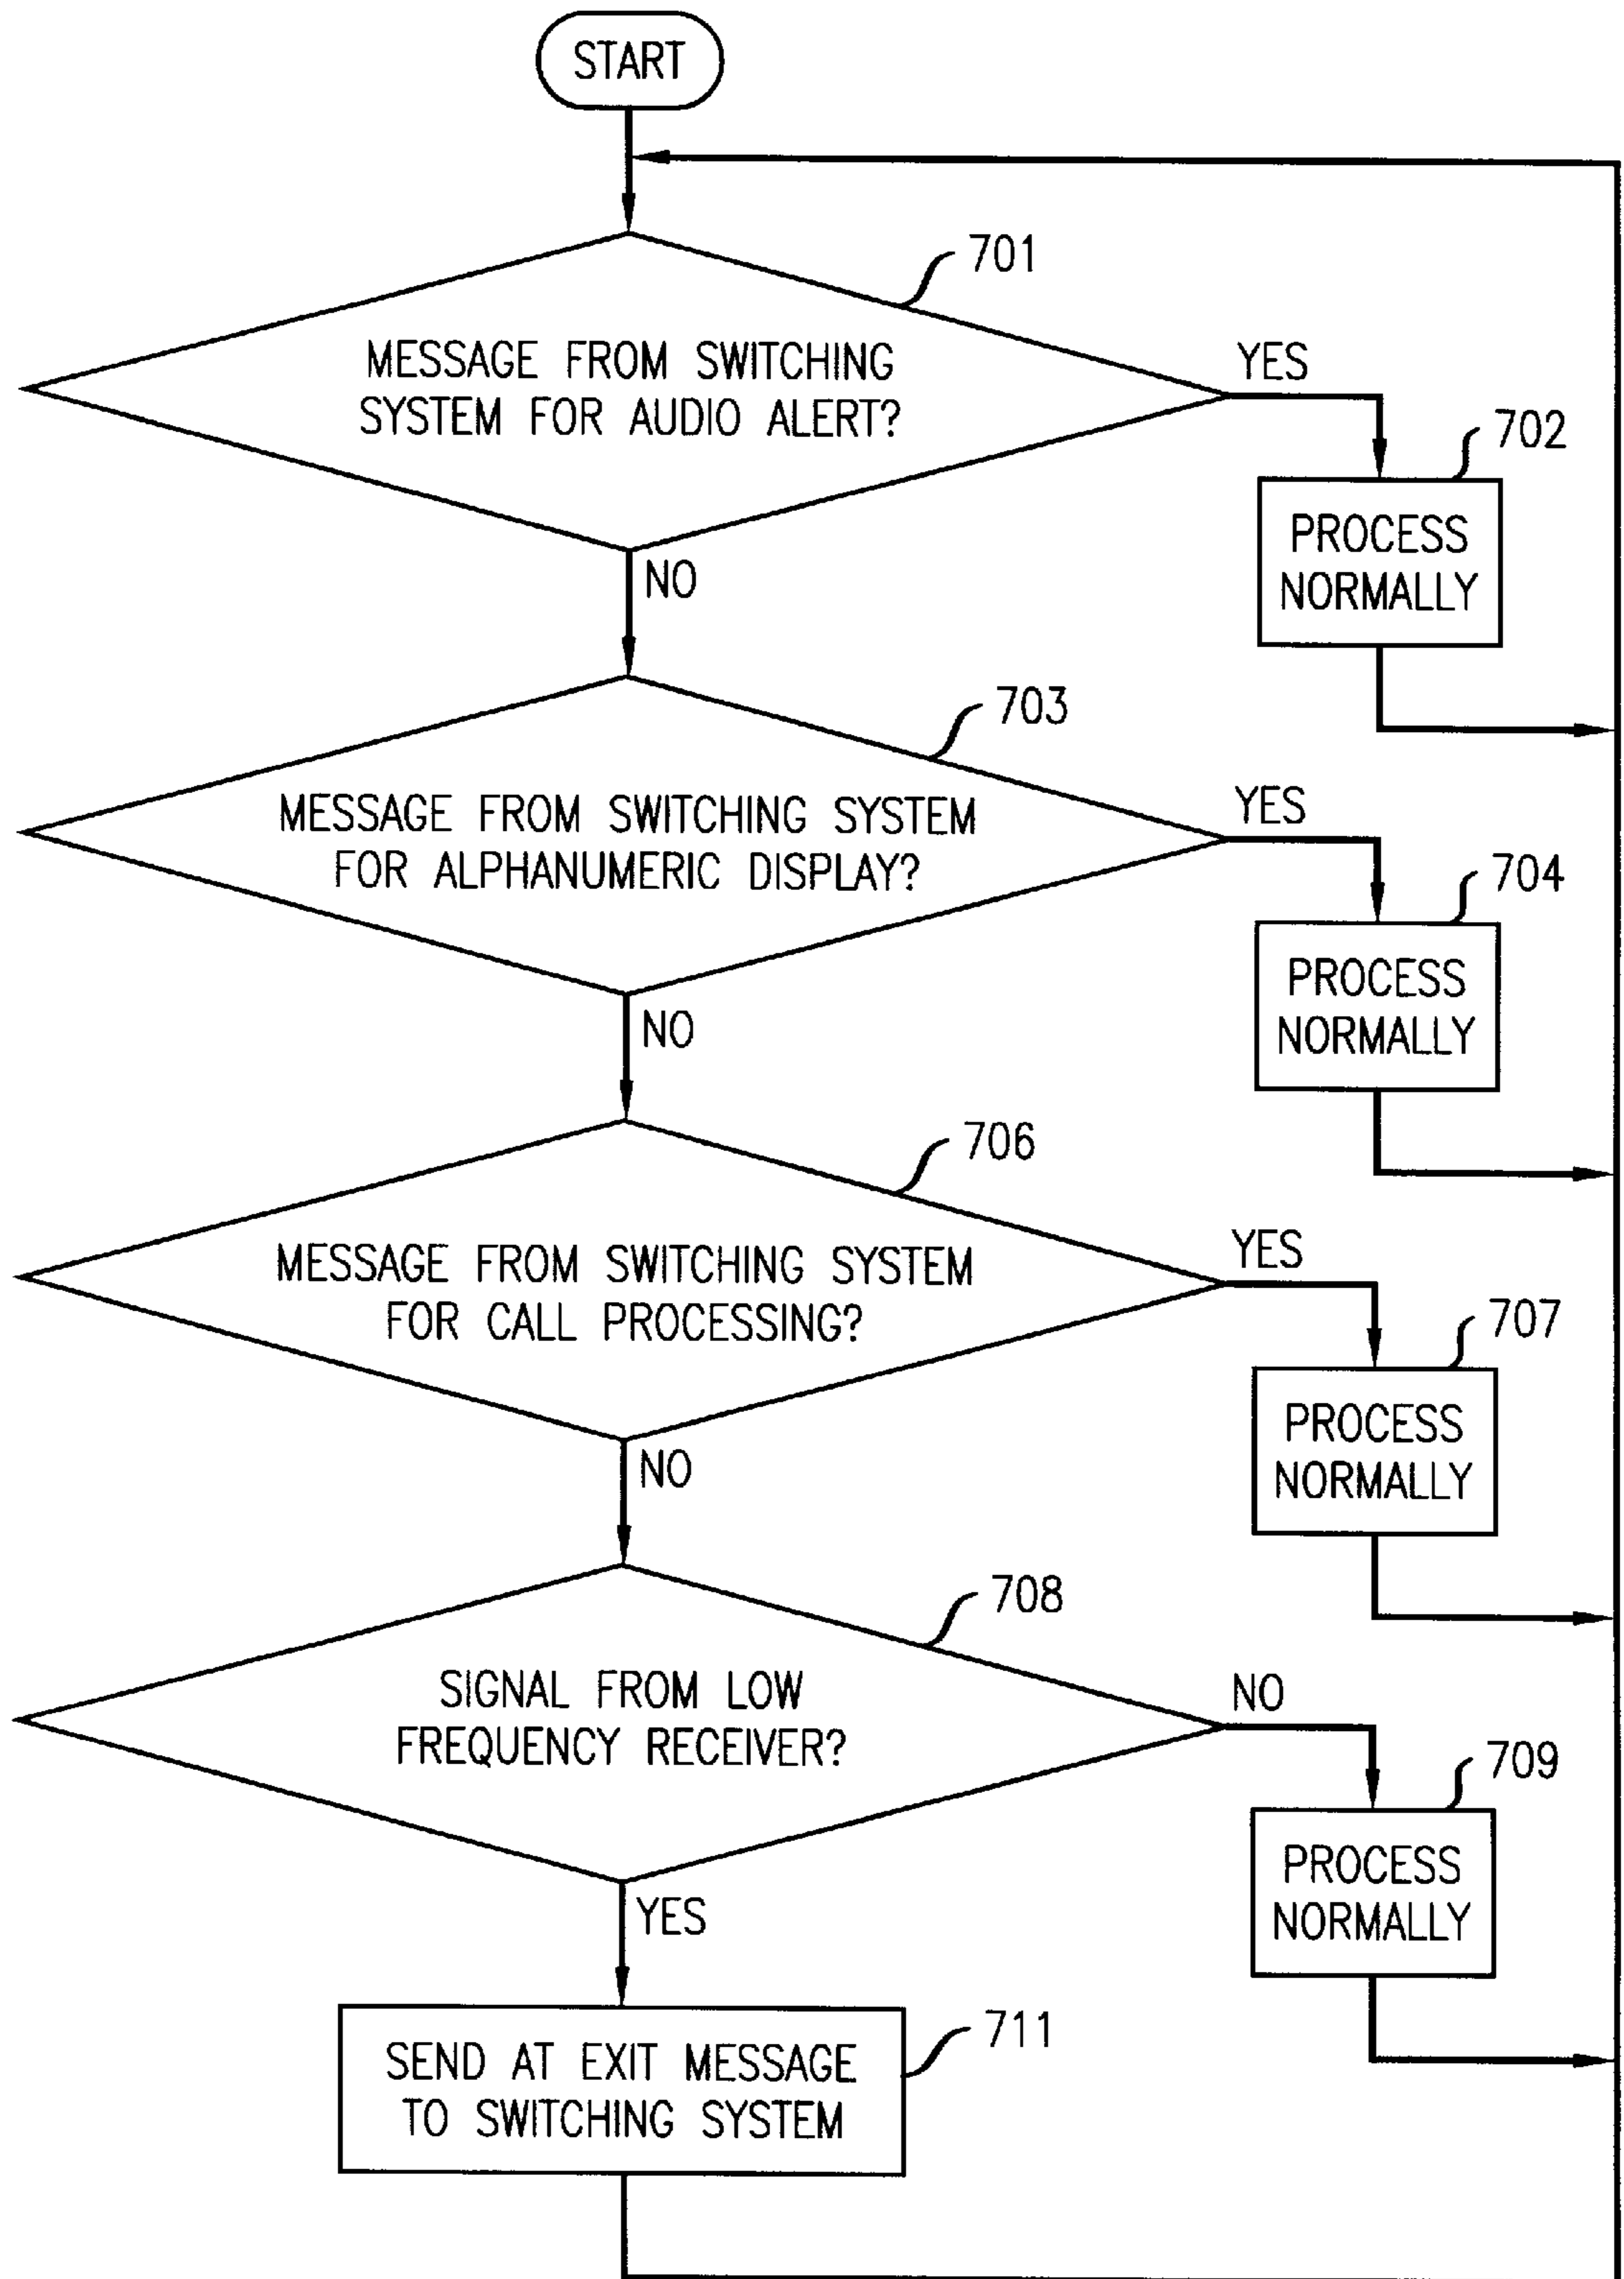 START
701
MESSAGE FROM SWITCHING
SYSTEM FOR AUDIO ALERT?
YES
702
PROCESS
NORMALLY
NO
703
MESSAGE FROM SWITCHING SYSTEM
FOR ALPHANUMERIC DISPLAY?
YES
704
PROCESS
NORMALLY
NO
706
MESSAGE FROM SWITCHING SYSTEM
FOR CALL PROCESSING?
YES
707
PROCESS
NORMALLY
NO
708
SIGNAL FROM LOW
FREQUENCY RECEIVER?
NO
709
PROCESS
NORMALLY
YES
711
SEND AT EXIT MESSAGE
TO SWITCHING SYSTEM